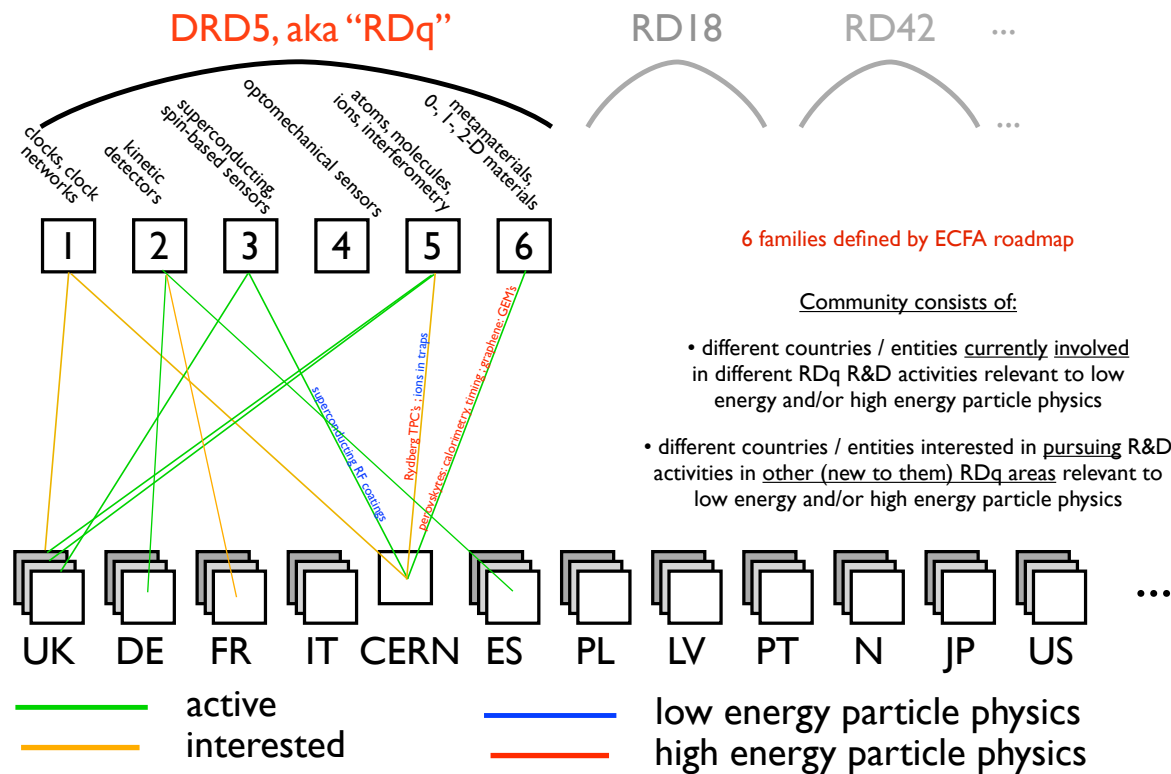 DRD5, aka “RDq”
RD18
RD42
...
...
clocks, clock
networks
kinetic
detectors
superconducting,
spin-based sensors
optomechanical sensors
atoms, molecules,
ions, interferometry
metamaterials,
0-, 1-, 2-D materials
1
2
3
4
5
6
6 families defined by ECFA roadmap
Community consists of:
• different countries / entities currently involved
in different RDq R&D activities relevant to low
energy and/or high energy particle physics
• different countries / entities interested in pursuing R&D
activities in other (new to them) RDq areas relevant to
low energy and/or high energy particle physics
superconducting RF coatings
Rydberg TPC's ; ions in traps
perovskytes: calorimetry, timing ; graphene: GEM's
...
UK
DE
FR
IT
CERN
ES
PL
LV
PT
N
JP
US
active
interested
low energy particle physics
high energy particle physics